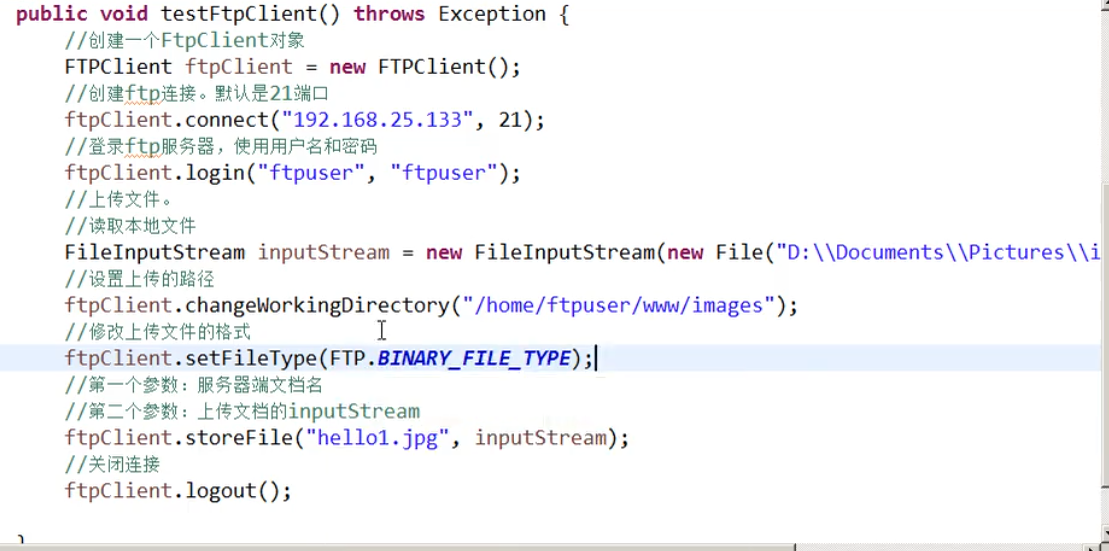 public void testFtpClient() throws Exception {
//创建一个FtpClient对象
FTPClient ftpClient = new FTPClient();
//创建ftp连接。默认是21端口
ftpClient.connect("192.168.25.133", 21);
//登录ftp服务器，使用用户名和密码
ftpClient.login("ftpuser", "ftpuser");
//上传文件。
//读取本地文件
FileInputStream inputStream = new FileInputStream(new File("D:\\Documents\\Pictures\\i
//设置上传的路径
ftpClient.changeWorkingDirectory("/home/ftpuser/www/images");
//修改上传文件的格式
ftpClient.setFileType(FTP.BINARY_FILE_TYPE);
//第一个参数：服务器端文档名
//第二个参数：上传文档的inputStream
ftpClient.storeFile("hello1.jpg", inputStream);
//关闭连接
ftpClient.logout();
}